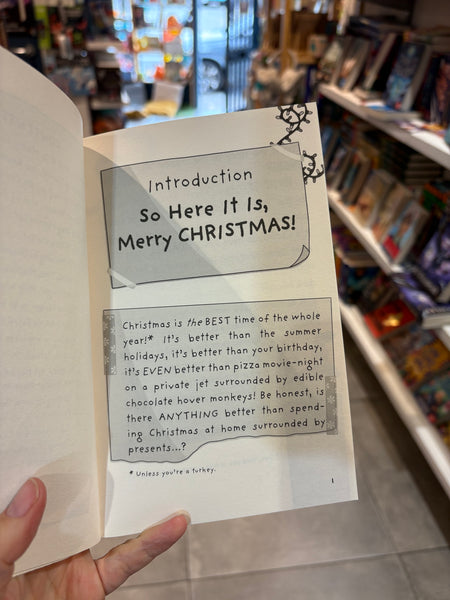 Introduction
So Here It Is,
Merry CHRISTMAS!
Christmas is the BEST time of the whole
year!* It's better than the summer
holidays, it's better than your birthday,
it's EVEN better than pizza movie-night
on a private jet surrounded by edible
chocolate hover monkeys! Be honest, is
there ANYTHING better than spend-
ing Christmas at home surrounded by
presents...?
* Unless you're a turkey.
1